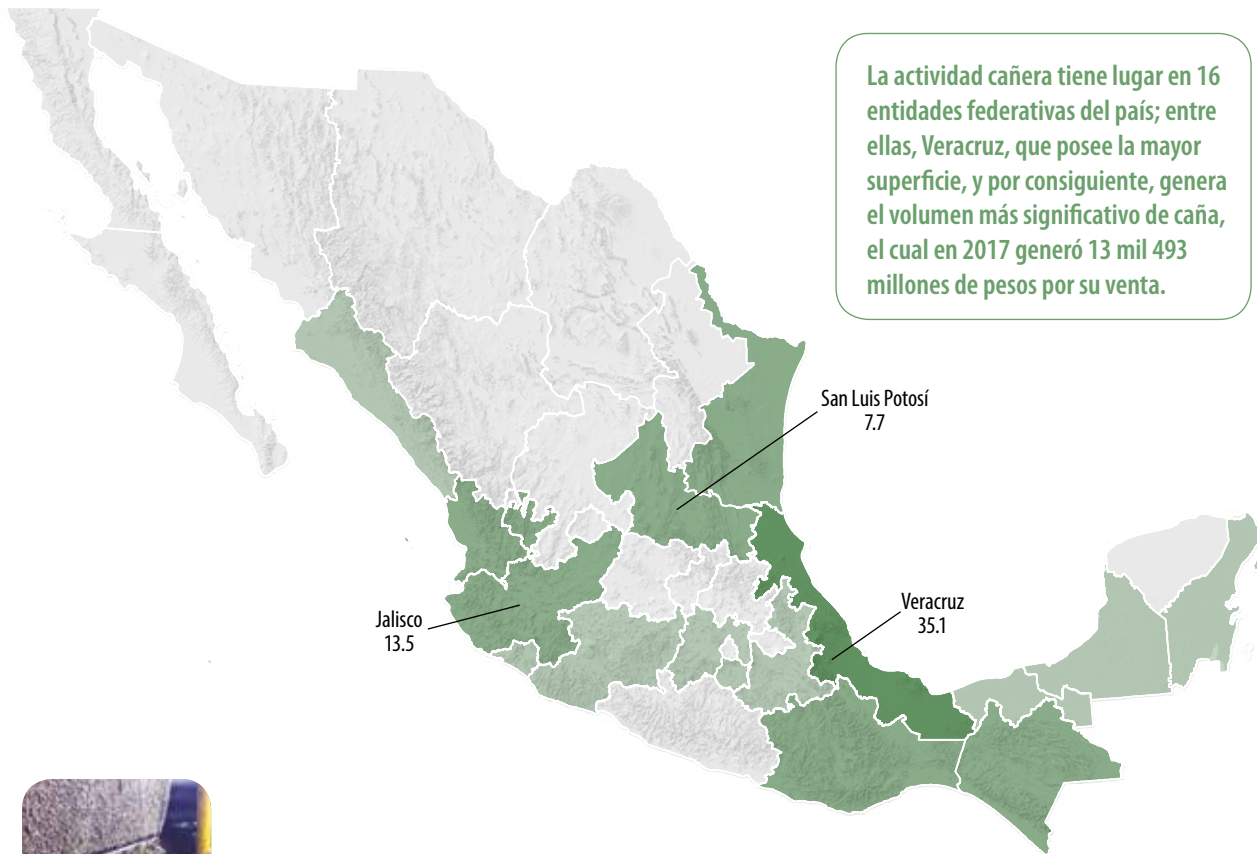 La actividad cañera tiene lugar en 16
entidades federativas del país; entre
ellas, Veracruz, que posee la mayor
superficie, y por consiguiente, genera
el volumen más significativo de caña,
el cual en 2017 generó 13 mil 493
millones de pesos por su venta.
San Luis Potosí
7.7
Veracruz
35.1
Jalisco
13.5